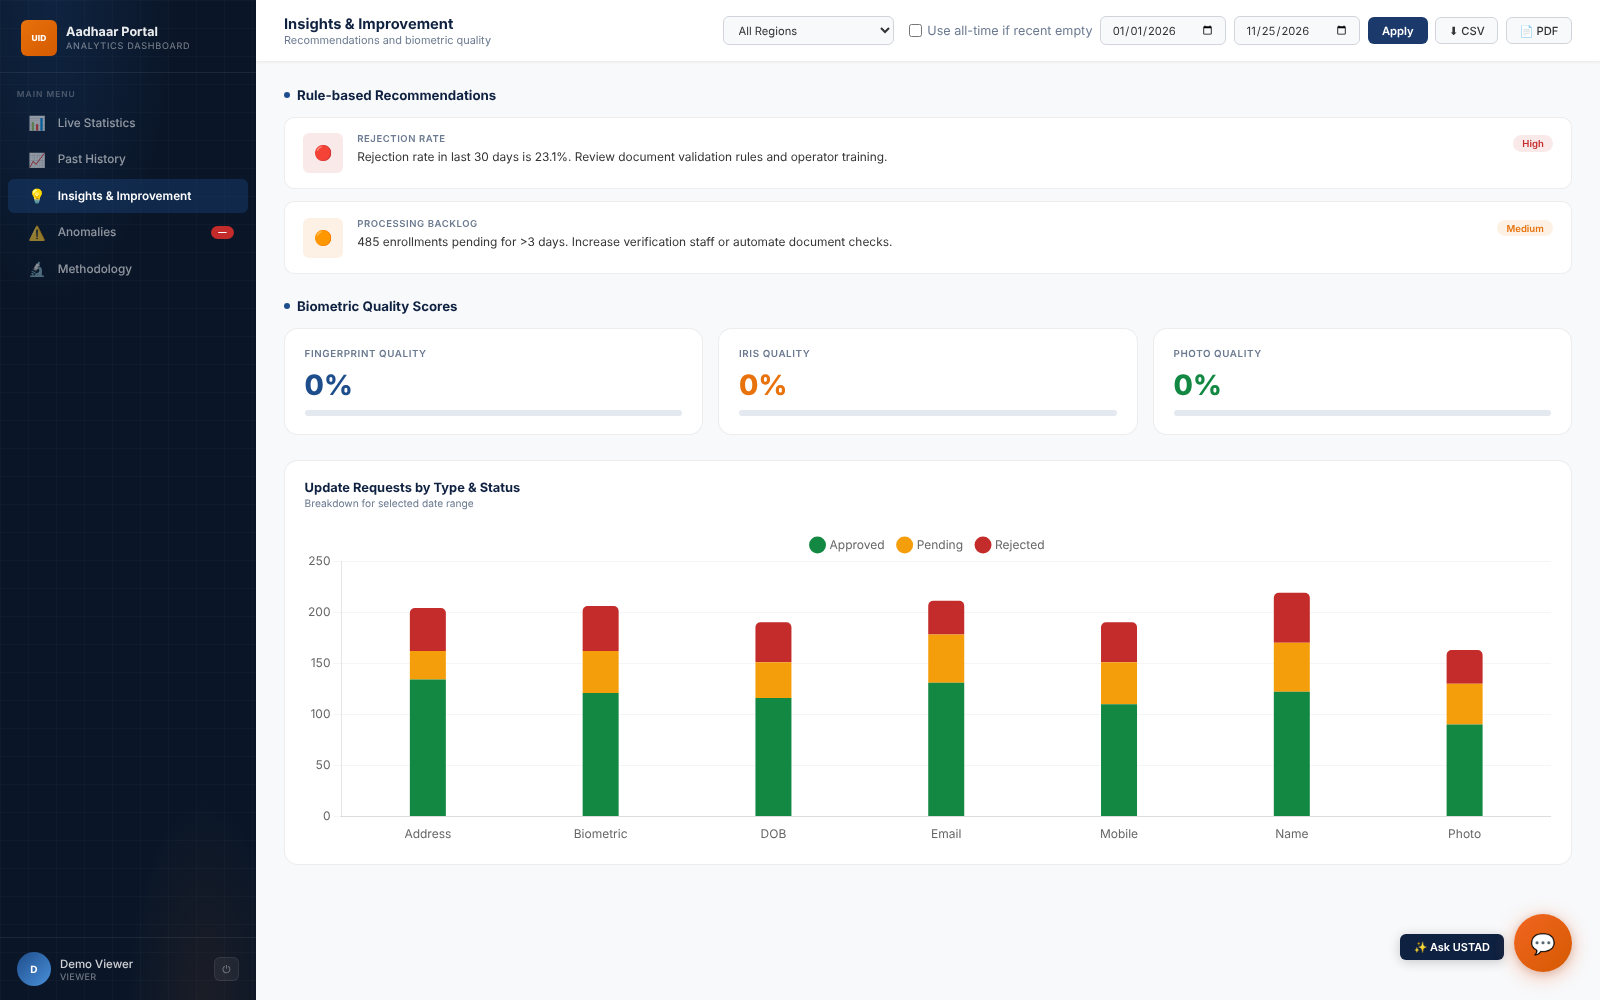 UID
Aadhaar Portal
ANALYTICS DASHBOARD
MAIN MENU
Live Statistics
Past History
Insights & Improvement
Anomalies
—
Methodology
Demo Viewer
VIEWER
D
Insights & Improvement
Recommendations and biometric quality
All Regions
Use all-time if recent empty
01/01/2026
11/25/2026
Apply
⬇ CSV
📄 PDF
Rule-based Recommendations
REJECTION RATE
Rejection rate in last 30 days is 23.1%. Review document validation rules and operator training.
High
PROCESSING BACKLOG
485 enrollments pending for >3 days. Increase verification staff or automate document checks.
Medium
Biometric Quality Scores
FINGERPRINT QUALITY
0%
IRIS QUALITY
0%
PHOTO QUALITY
0%
Update Requests by Type & Status
Breakdown for selected date range
Approved Pending Rejected
250
200
150
100
50
0
Address Biometric DOB Email Mobile Name Photo
✨ Ask USTAD